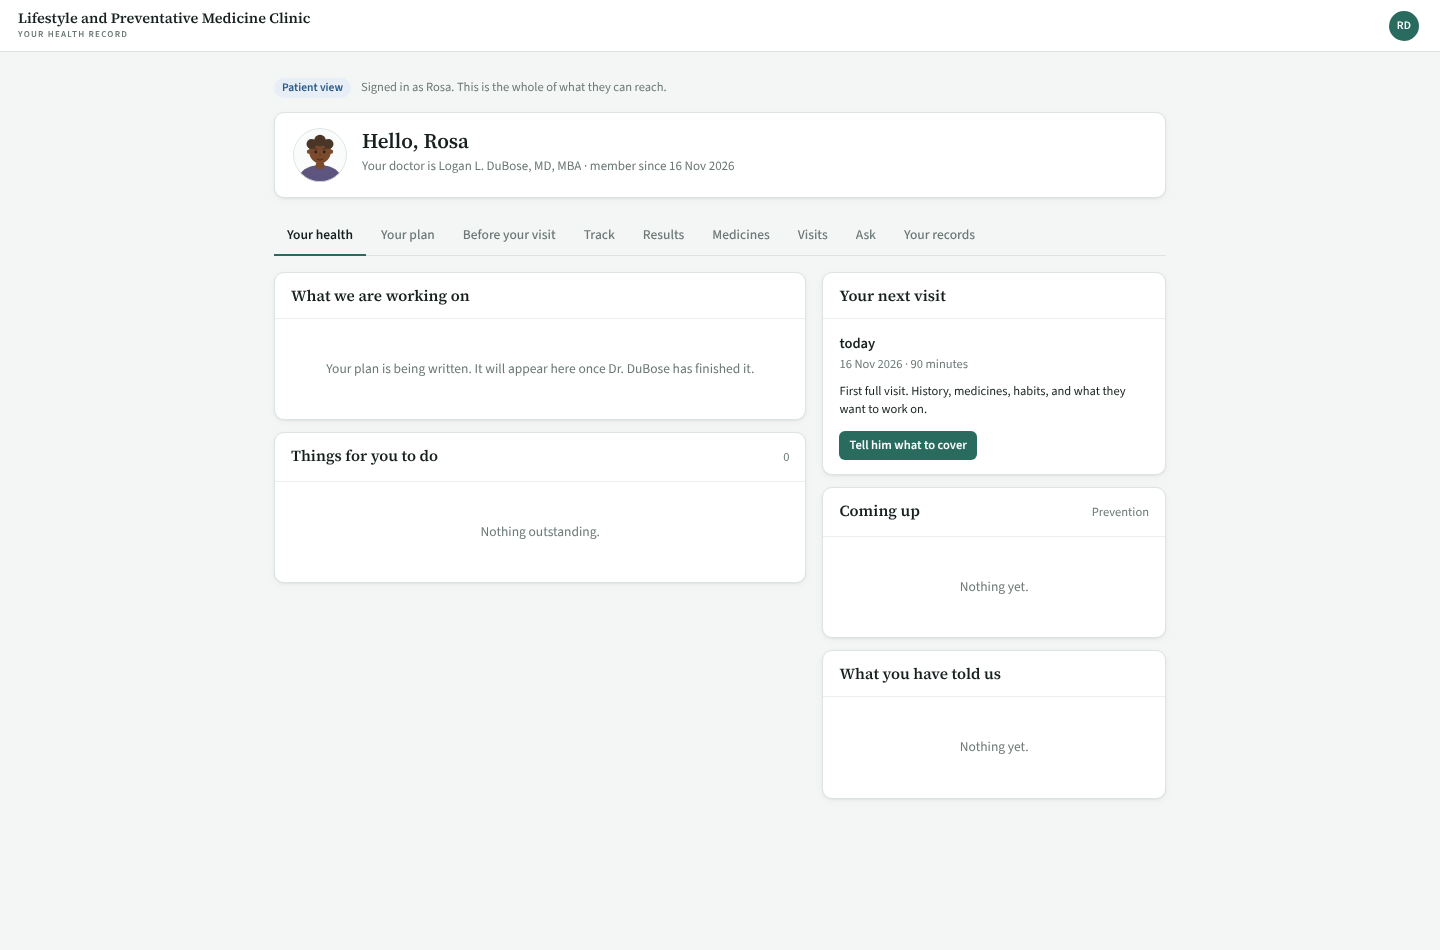 Lifestyle and Preventative Medicine Clinic
YOUR HEALTH RECORD
RD
Patient view
Signed in as Rosa. This is the whole of what they can reach.
Hello, Rosa
Your doctor is Logan L. DuBose, MD, MBA · member since 16 Nov 2026
Your health
Your plan
Before your visit
Track
Results
Medicines
Visits
Ask
Your records
What we are working on
Your plan is being written. It will appear here once Dr. DuBose has finished it.
Things for you to do
0
Nothing outstanding.
Your next visit
today
16 Nov 2026 · 90 minutes
First full visit. History, medicines, habits, and what they
want to work on.
Tell him what to cover
Coming up
Prevention
Nothing yet.
What you have told us
Nothing yet.